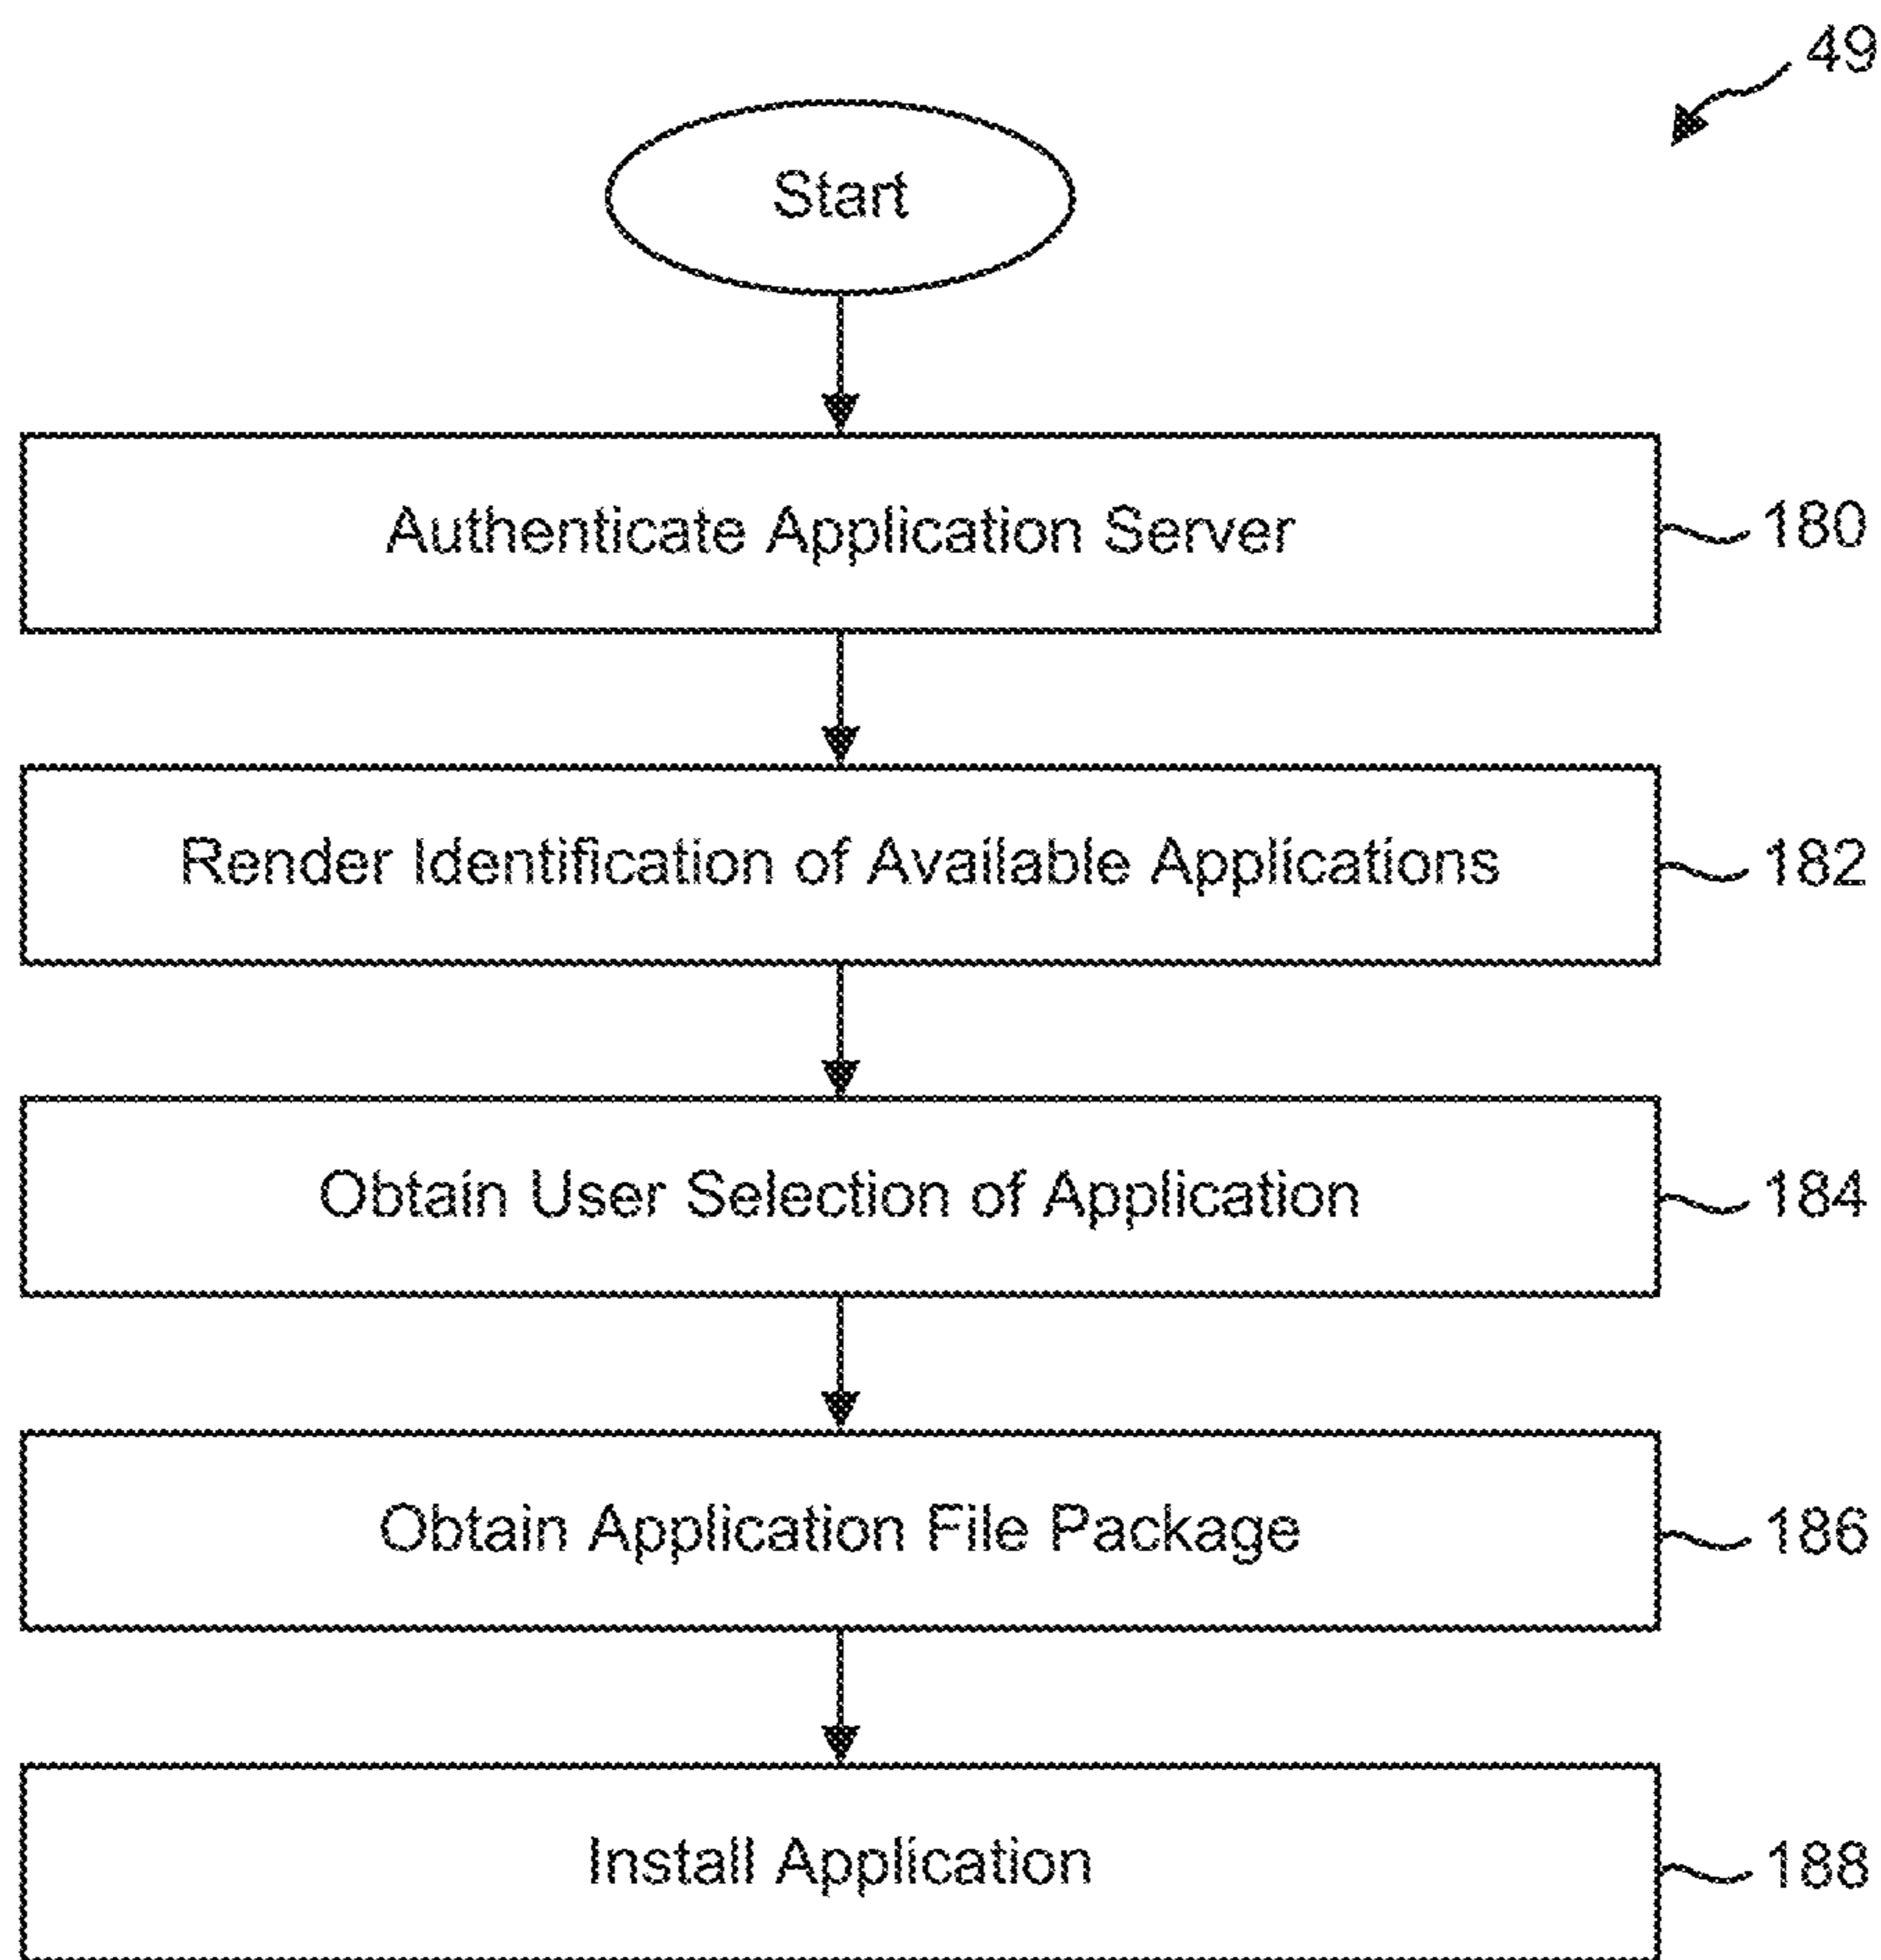 49
Start
Authenticate Application Server
180
Render Identification of Available Applications
182
Obtain User Selection of Application
184
Obtain Application File Package
186
Install Application
188